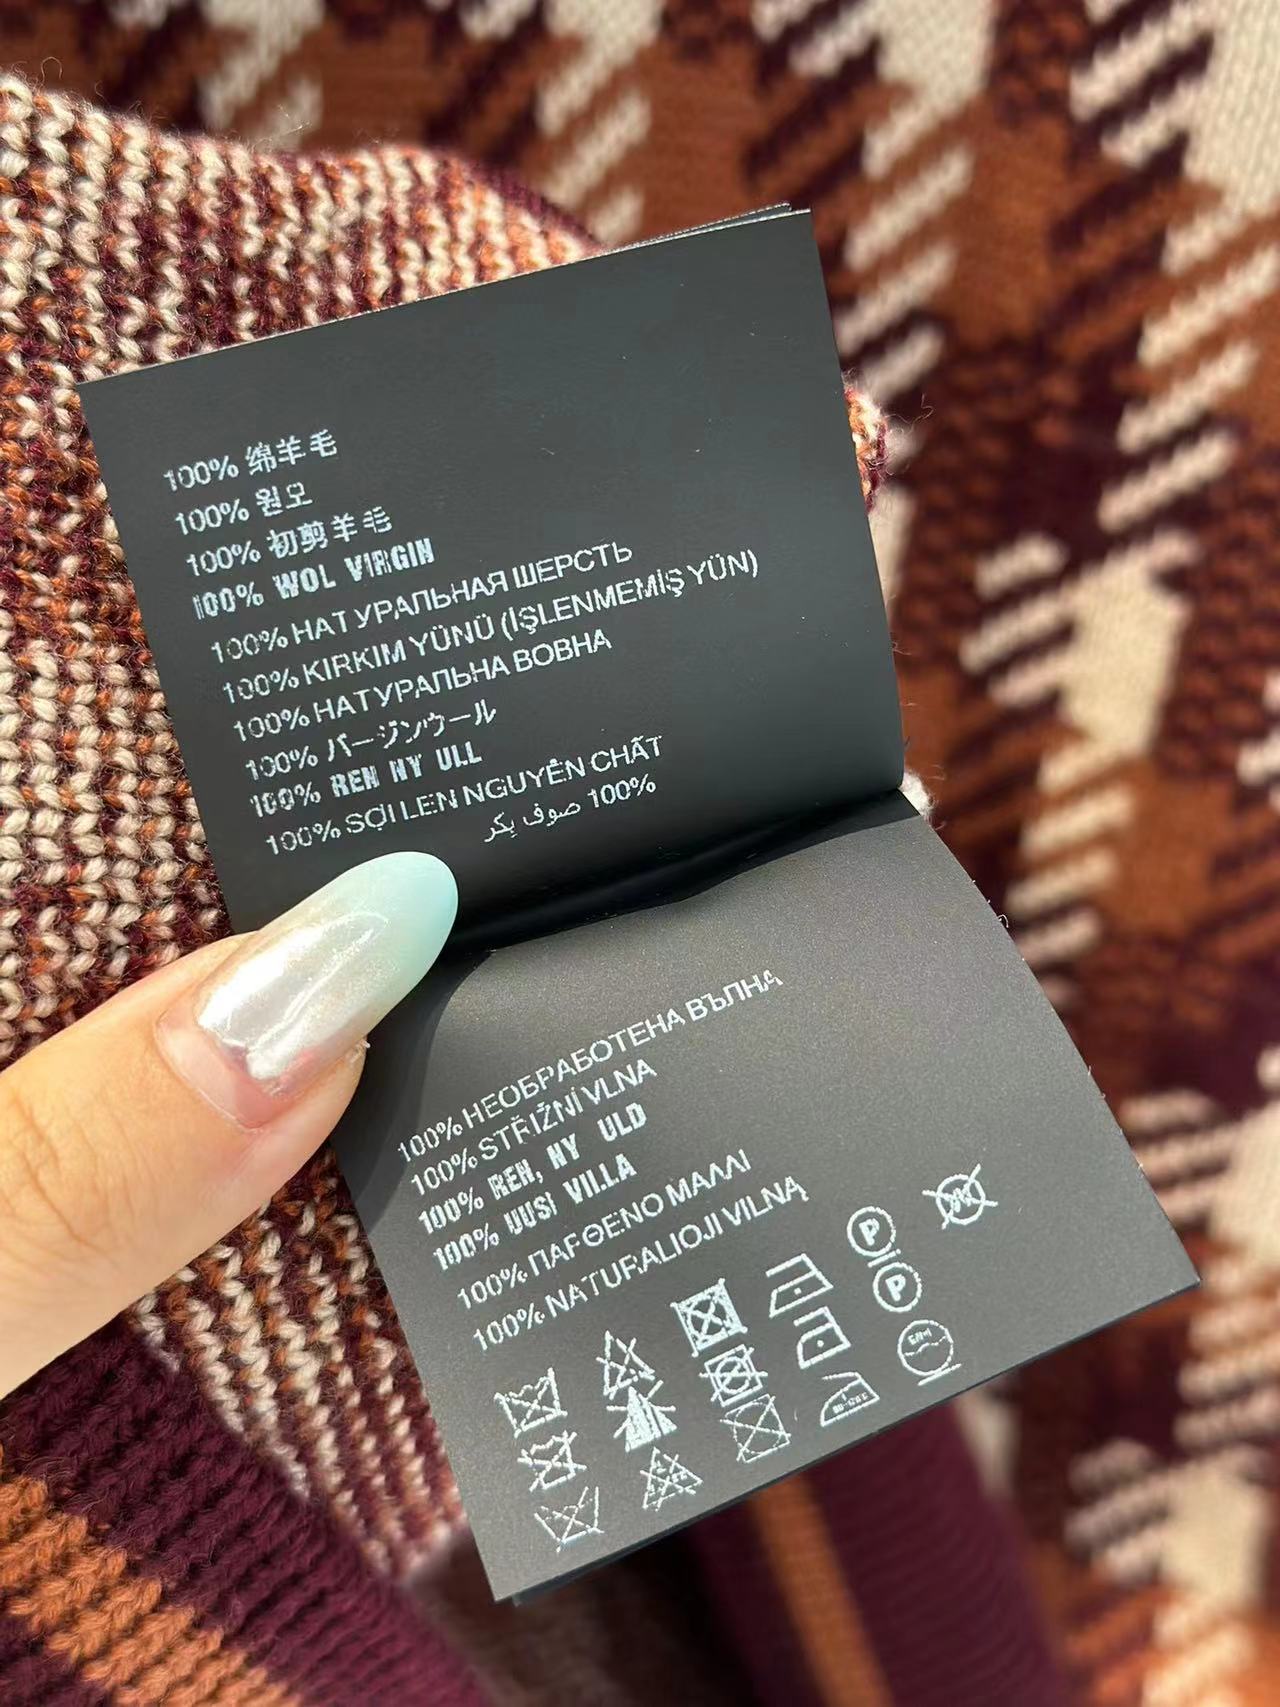 100% 绵羊毛
100% 원모
100% 初剪羊毛
100% WOL VIRGIN
100% НАТУРАЛЬНАЯ ШЕРСТЬ
100% KIRKIM YÜNÜ (İŞLENMEMİŞ YÜN)
100% НАТУРАЛЬНА ВОВНА
100% バージンウール
100% REN NY ULL
100% SỢI LEN NGUYÊN CHẤT
100% صوف بكر
100% НЕОБРАБОТЕНА ВЪЛНА
100% STŘIŽNÍ VLNA
100% REN, NY ULD
100% UUSI VILLA
100% ΠΑΡΘΕΝΟ ΜΑΛΛΙ
100% NATURALIOJI VILNĄ
P
P
W